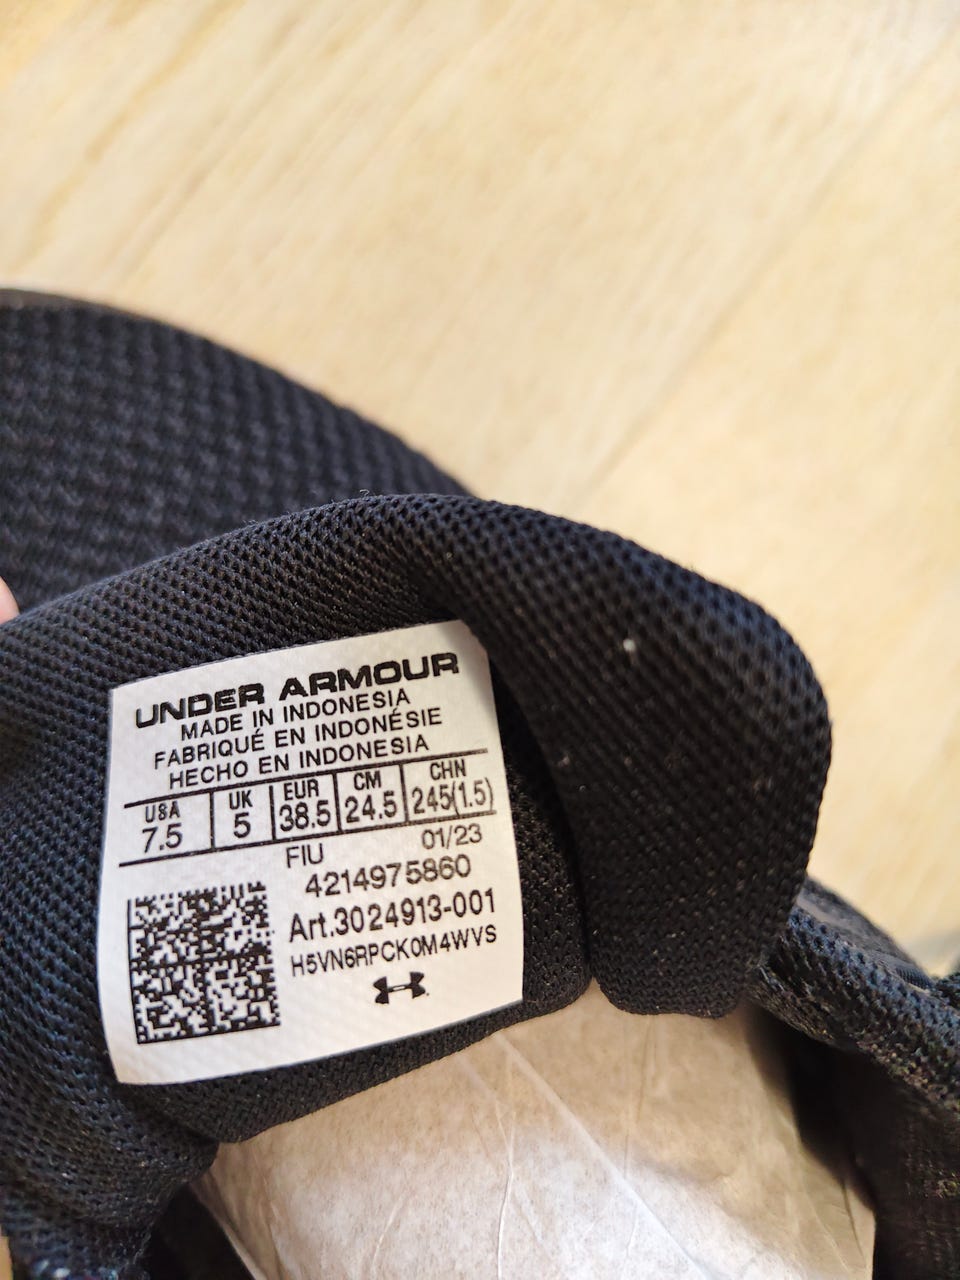 UNDER ARMOUR
MADE IN INDONESIA
FABRIQUÉ EN INDONÉSIE
HECHO EN INDONESIA
USA UK EUR CM CHN
7.5 5 38.5 24.5 245(1.5)
FIU 01/23
4214975860
Art.3024913-001
H5VN6RPCK0M4WVS